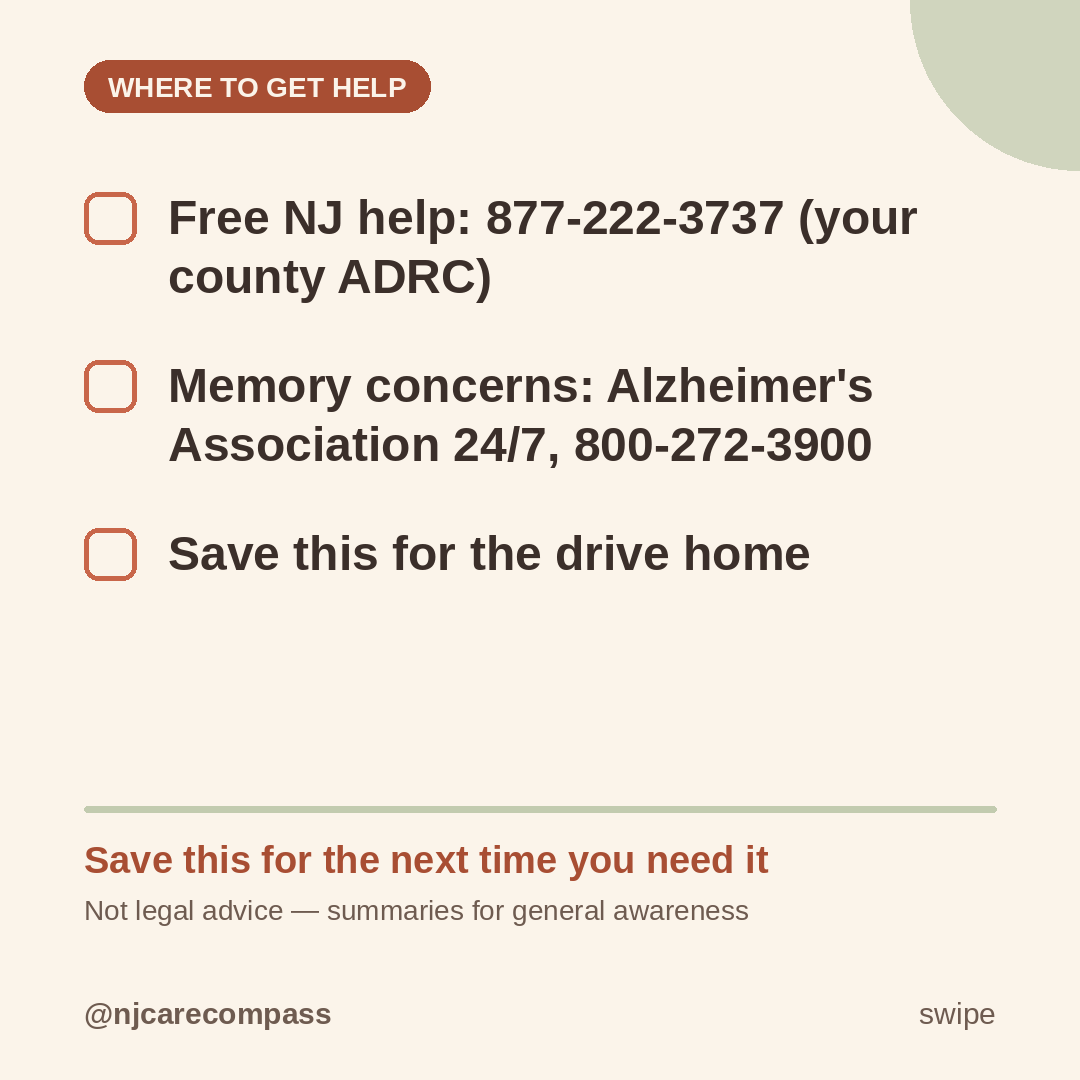 WHERE TO GET HELP
Free NJ help: 877-222-3737 (your
county ADRC)
Memory concerns: Alzheimer's
Association 24/7, 800-272-3900
Save this for the drive home
Save this for the next time you need it
Not legal advice — summaries for general awareness
@njcarecompass
swipe